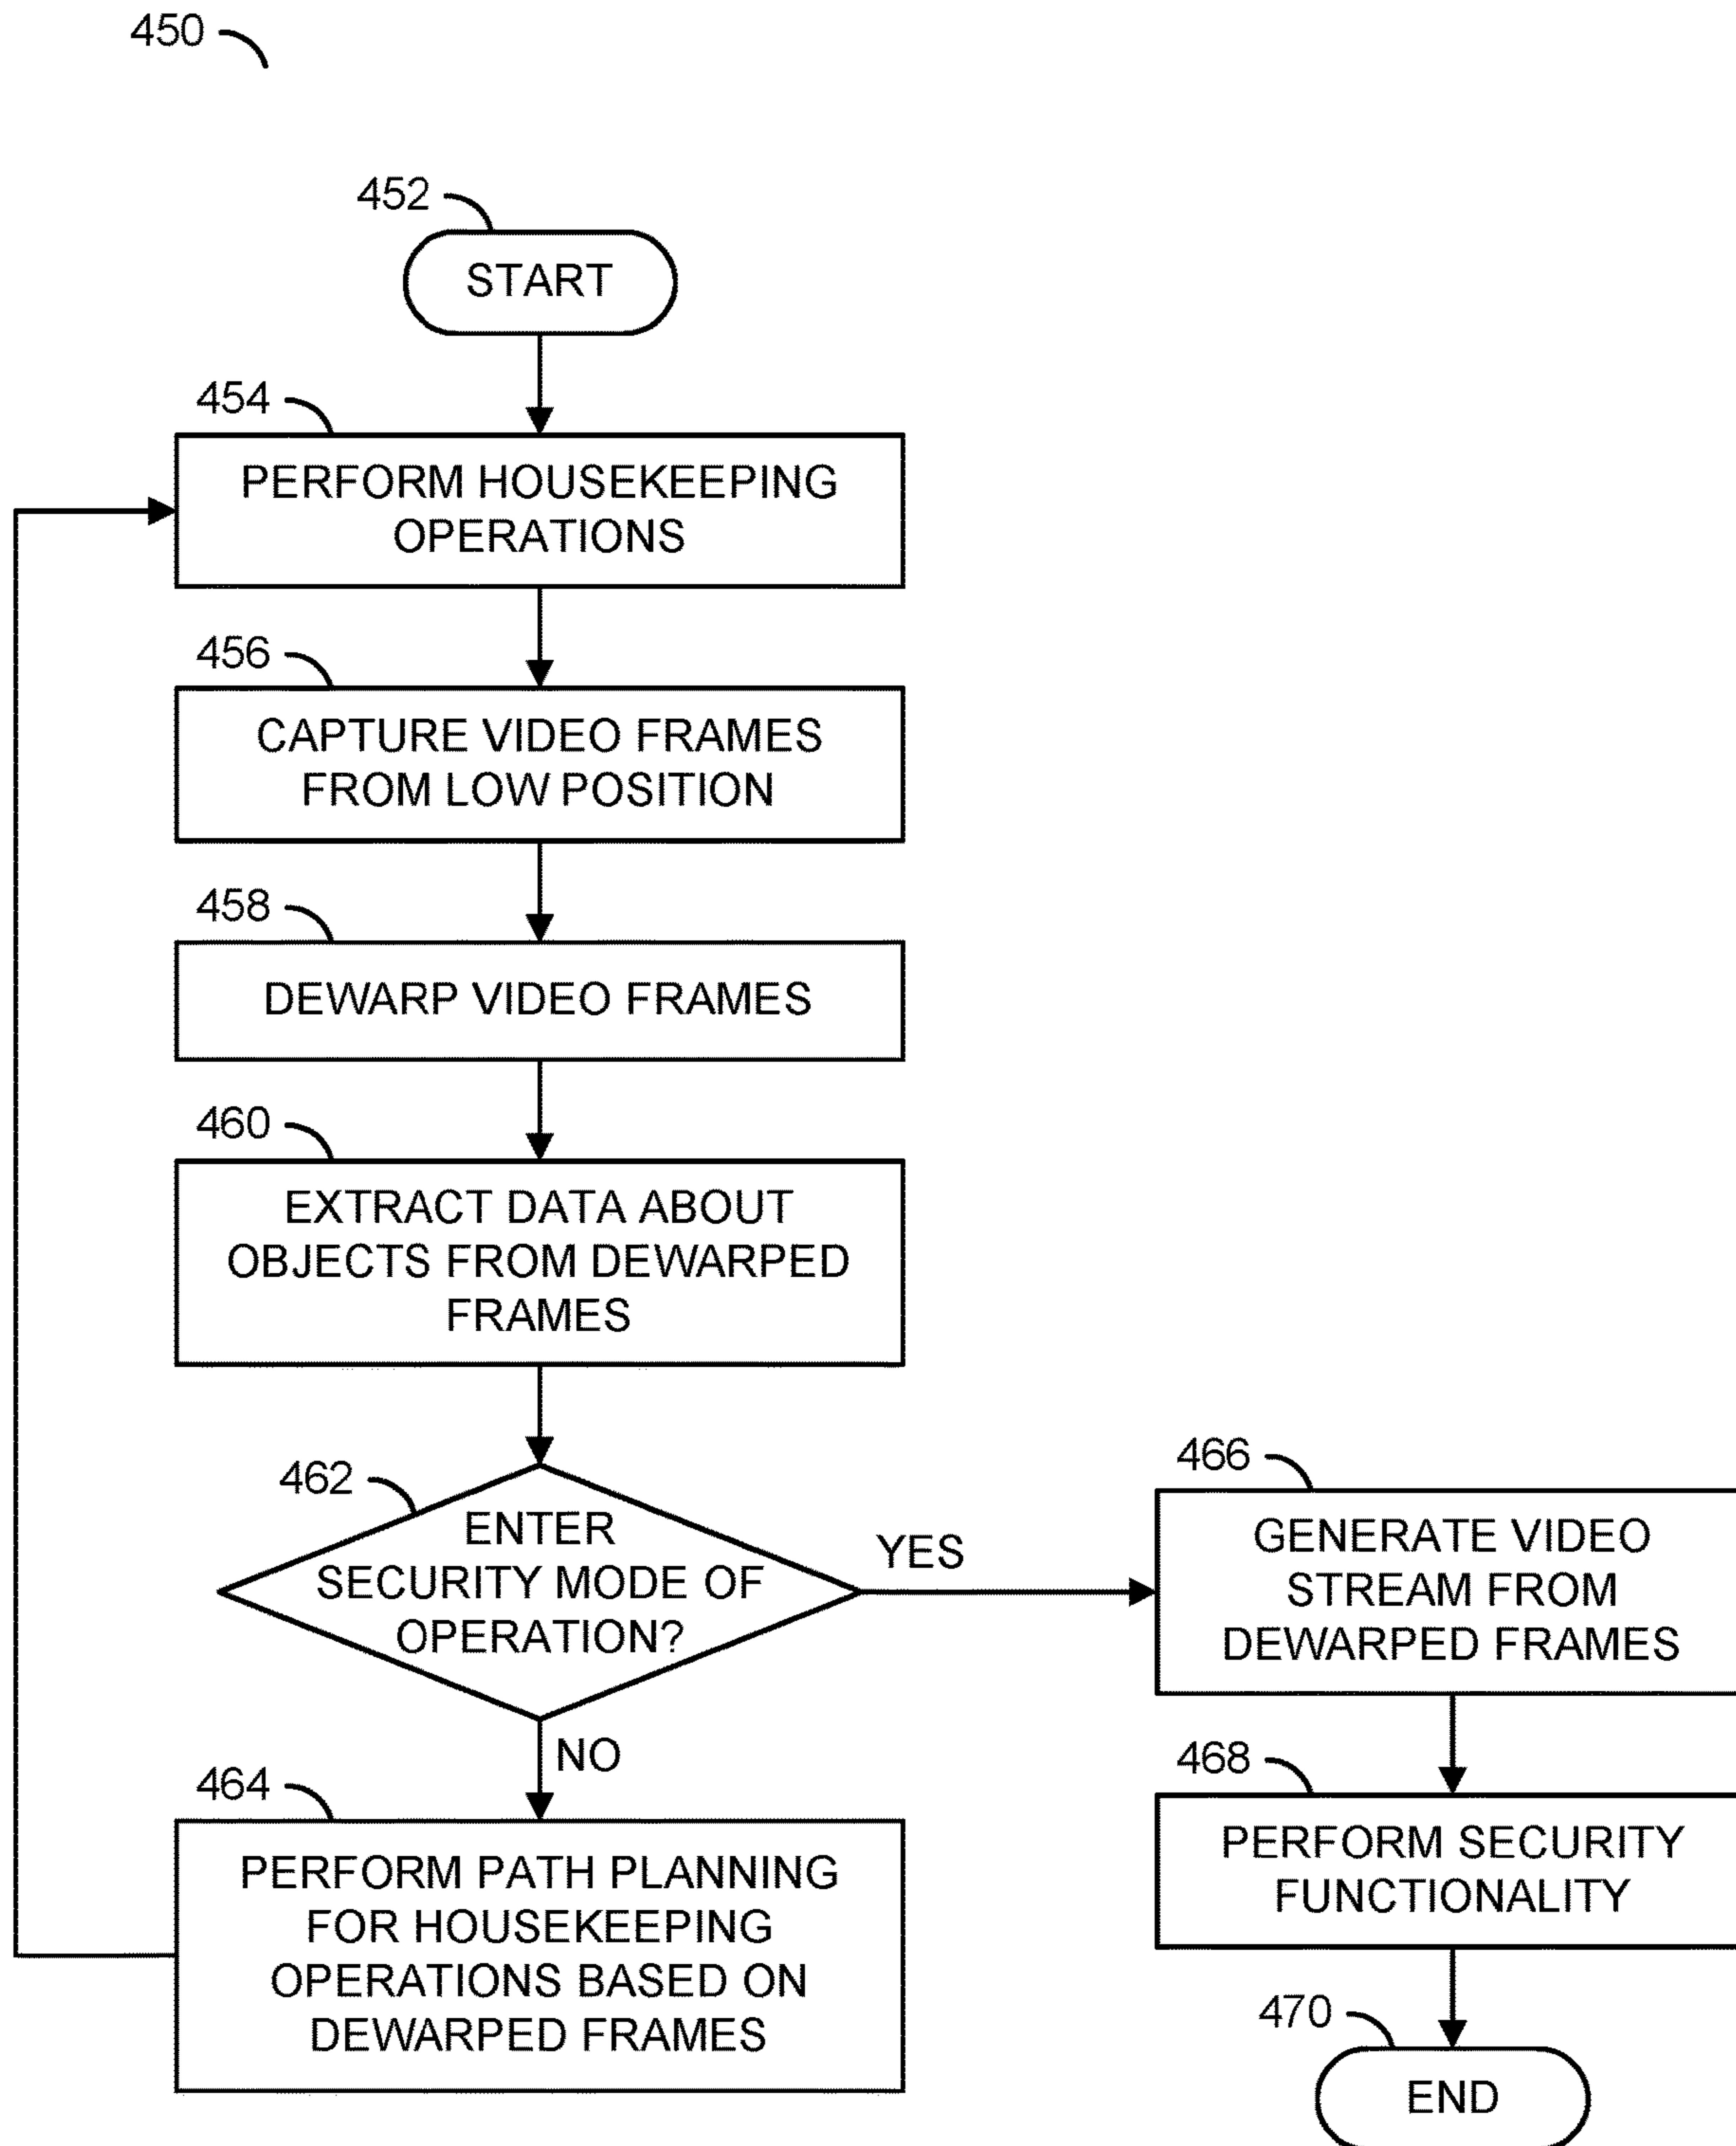 450
452
START
454
PERFORM HOUSEKEEPING
OPERATIONS
456
CAPTURE VIDEO FRAMES
FROM LOW POSITION
458
DEWARP VIDEO FRAMES
460
EXTRACT DATA ABOUT
OBJECTS FROM DEWARPED
FRAMES
462
ENTER
SECURITY MODE OF
OPERATION?
YES
NO
464
PERFORM PATH PLANNING
FOR HOUSEKEEPING
OPERATIONS BASED ON
DEWARPED FRAMES
466
GENERATE VIDEO
STREAM FROM
DEWARPED FRAMES
468
PERFORM SECURITY
FUNCTIONALITY
470
END